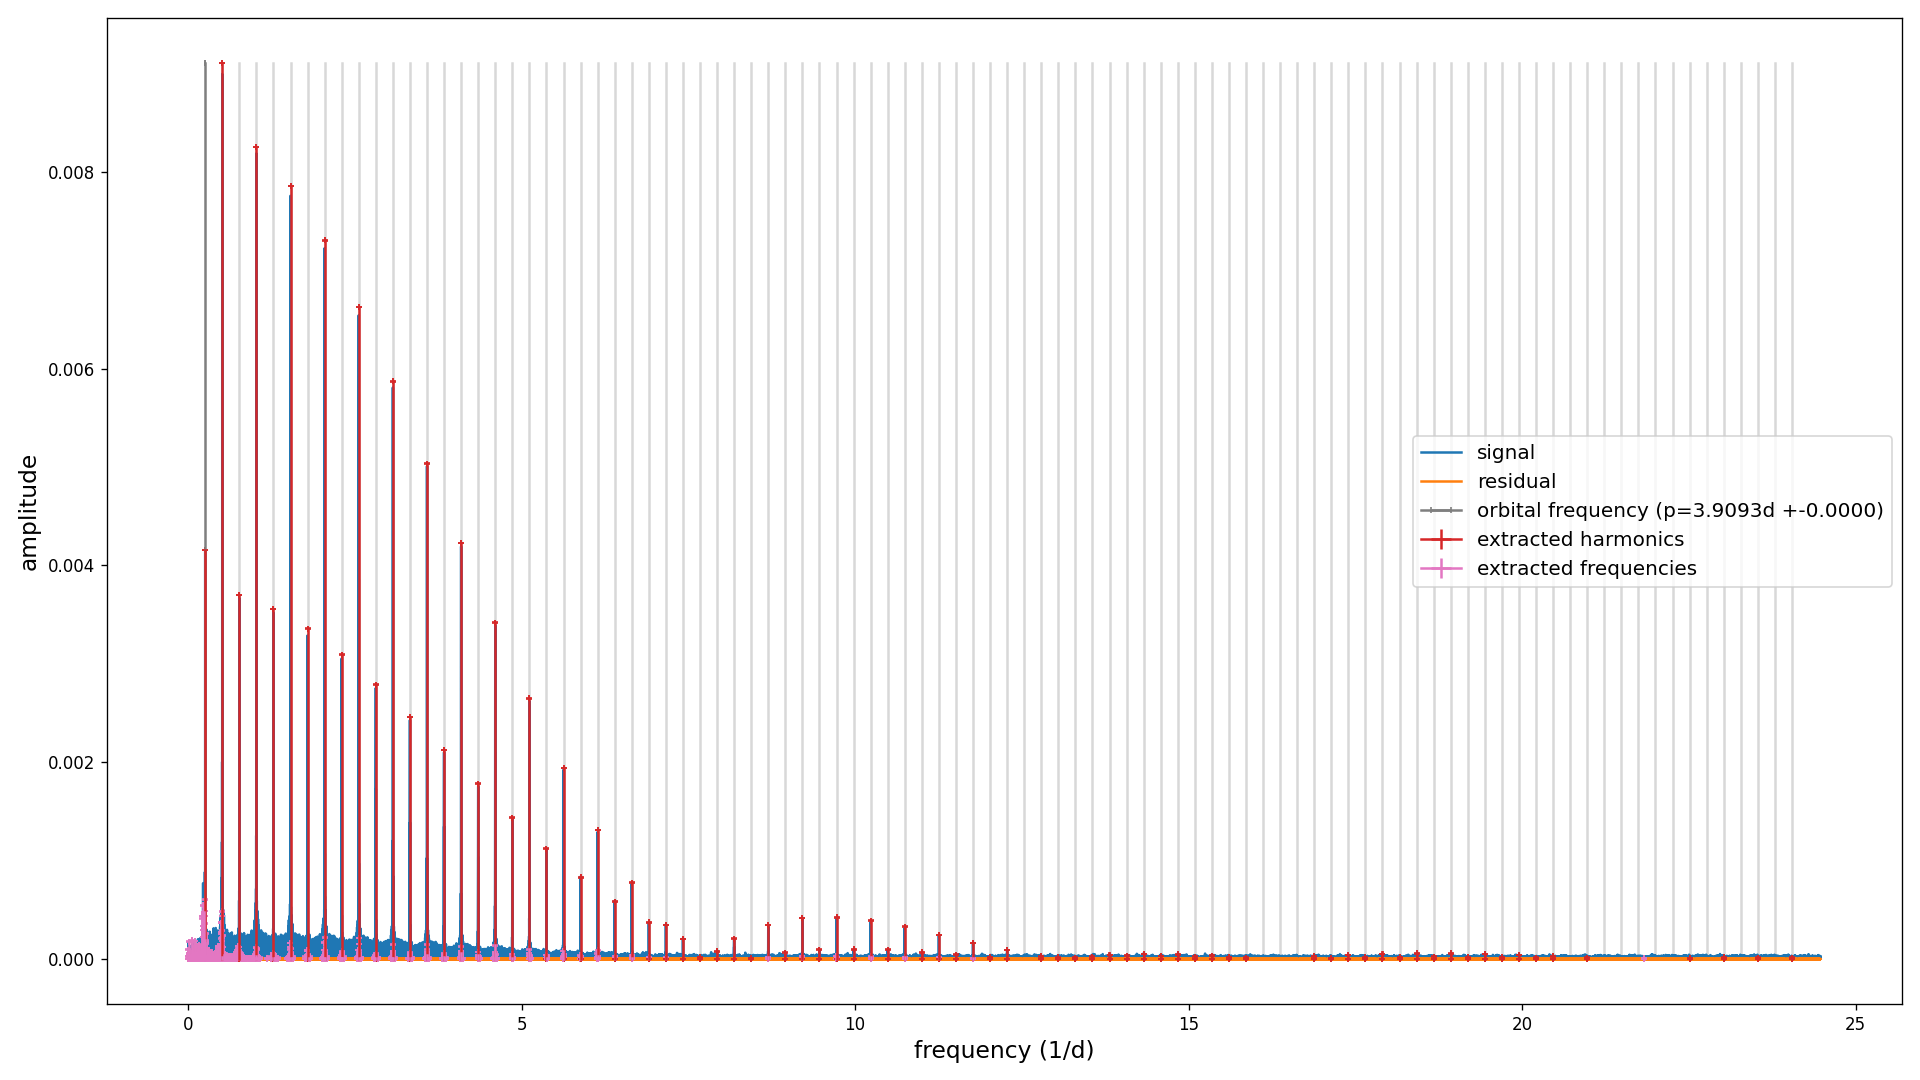 amplitude
0.008
0.006
0.004
0.002
0.000
0
5
10
15
20
25
frequency (1/d)
signal
residual
orbital frequency (p=3.9093d +-0.0000)
extracted harmonics
extracted frequencies